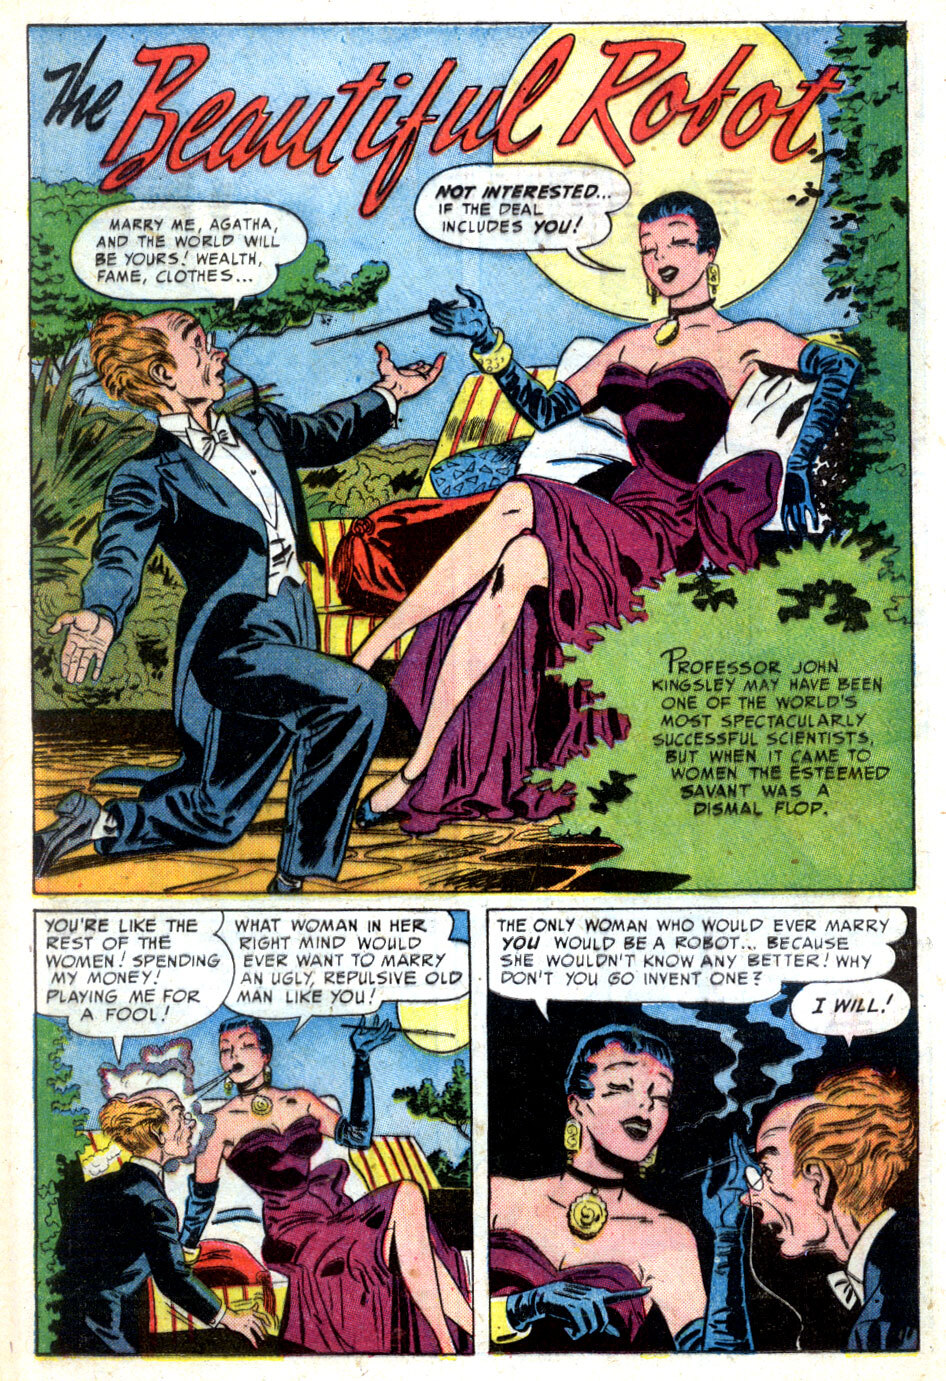 The Beautiful Robot
MARRY ME, AGATHA,
AND THE WORLD WILL
BE YOURS! WEALTH,
FAME, CLOTHES...
NOT INTERESTED...
IF THE DEAL
INCLUDES YOU!
PROFESSOR JOHN
KINGSLEY MAY HAVE BEEN
ONE OF THE WORLD'S
MOST SPECTACULARLY
SUCCESSFUL SCIENTISTS,
BUT WHEN IT CAME TO
WOMEN THE ESTEEMED
SAVANT WAS A
DISMAL FLOP.
YOU'RE LIKE THE
REST OF THE
WOMEN! SPENDING
MY MONEY!
PLAYING ME FOR
A FOOL!
WHAT WOMAN IN HER
RIGHT MIND WOULD
EVER WANT TO MARRY
AN UGLY, REPULSIVE OLD
MAN LIKE YOU!
THE ONLY WOMAN WHO WOULD EVER MARRY
YOU WOULD BE A ROBOT... BECAUSE
SHE WOULDN'T KNOW ANY BETTER! WHY
DON'T YOU GO INVENT ONE?
I WILL!